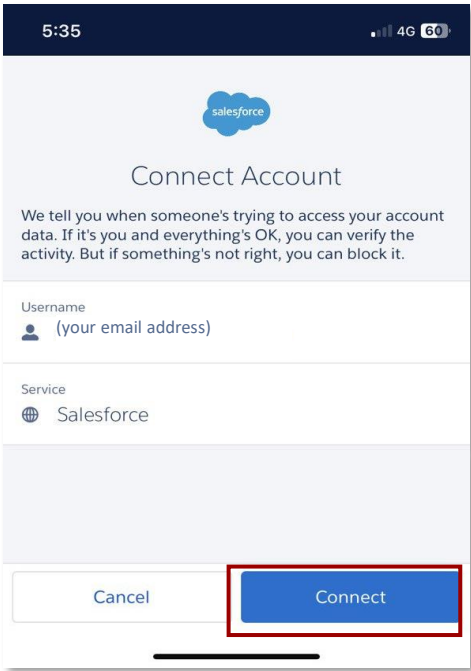 5:35
4G 60
salesforce
Connect Account
We tell you when someone's trying to access your account
data. If it's you and everything's OK, you can verify the
activity. But if something's not right, you can block it.
Username
(your email address)
Service
Salesforce
Cancel
Connect